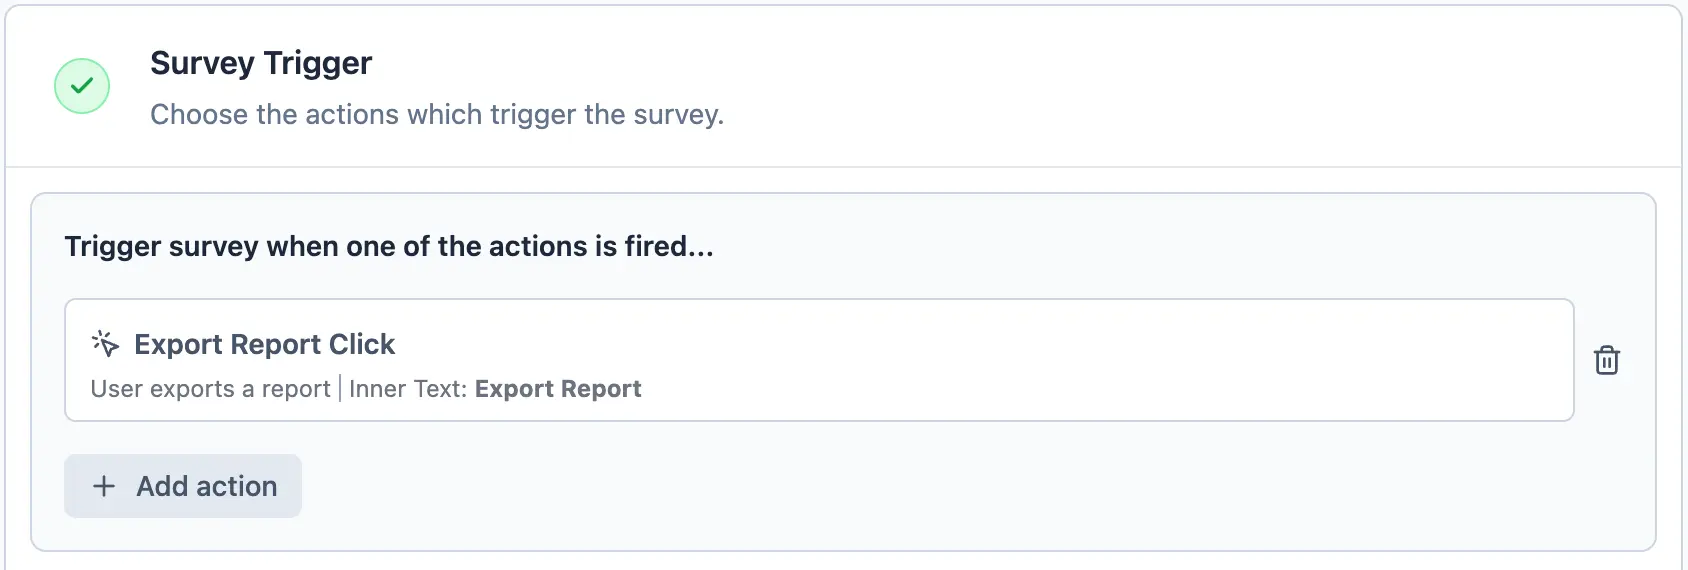 Survey Trigger
Choose the actions which trigger the survey.
Trigger survey when one of the actions is fired...
Export Report Click
User exports a report | Inner Text: Export Report
+ Add action